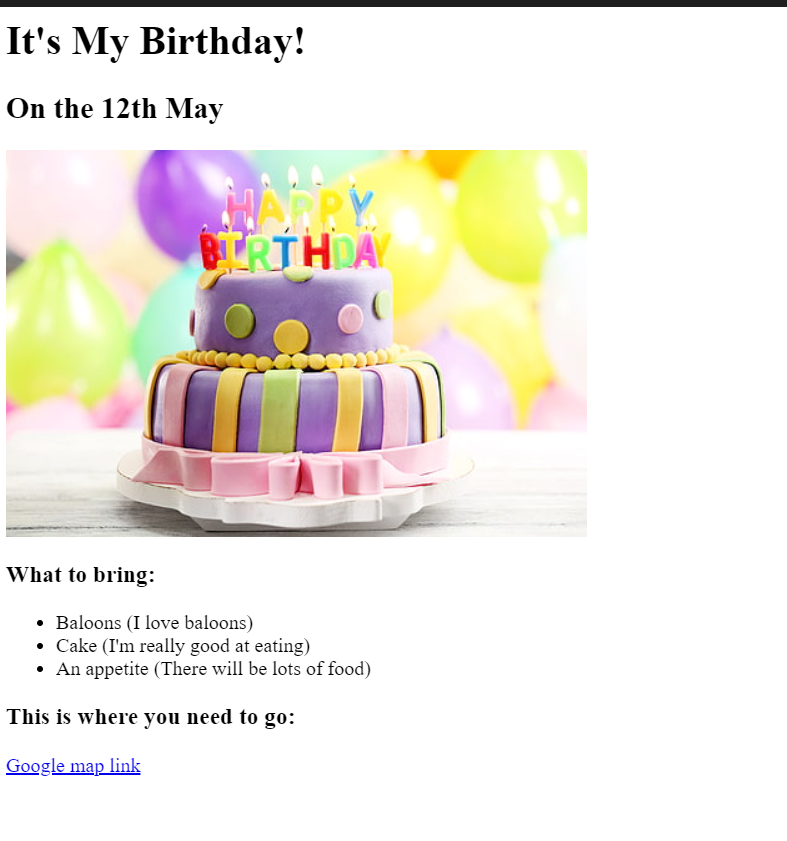 It's My Birthday!
On the 12th May
HAPPY
BIRTHDAY
What to bring:
Baloons (I love baloons)
Cake (I'm really good at eating)
An appetite (There will be lots of food)
This is where you need to go:
Google map link